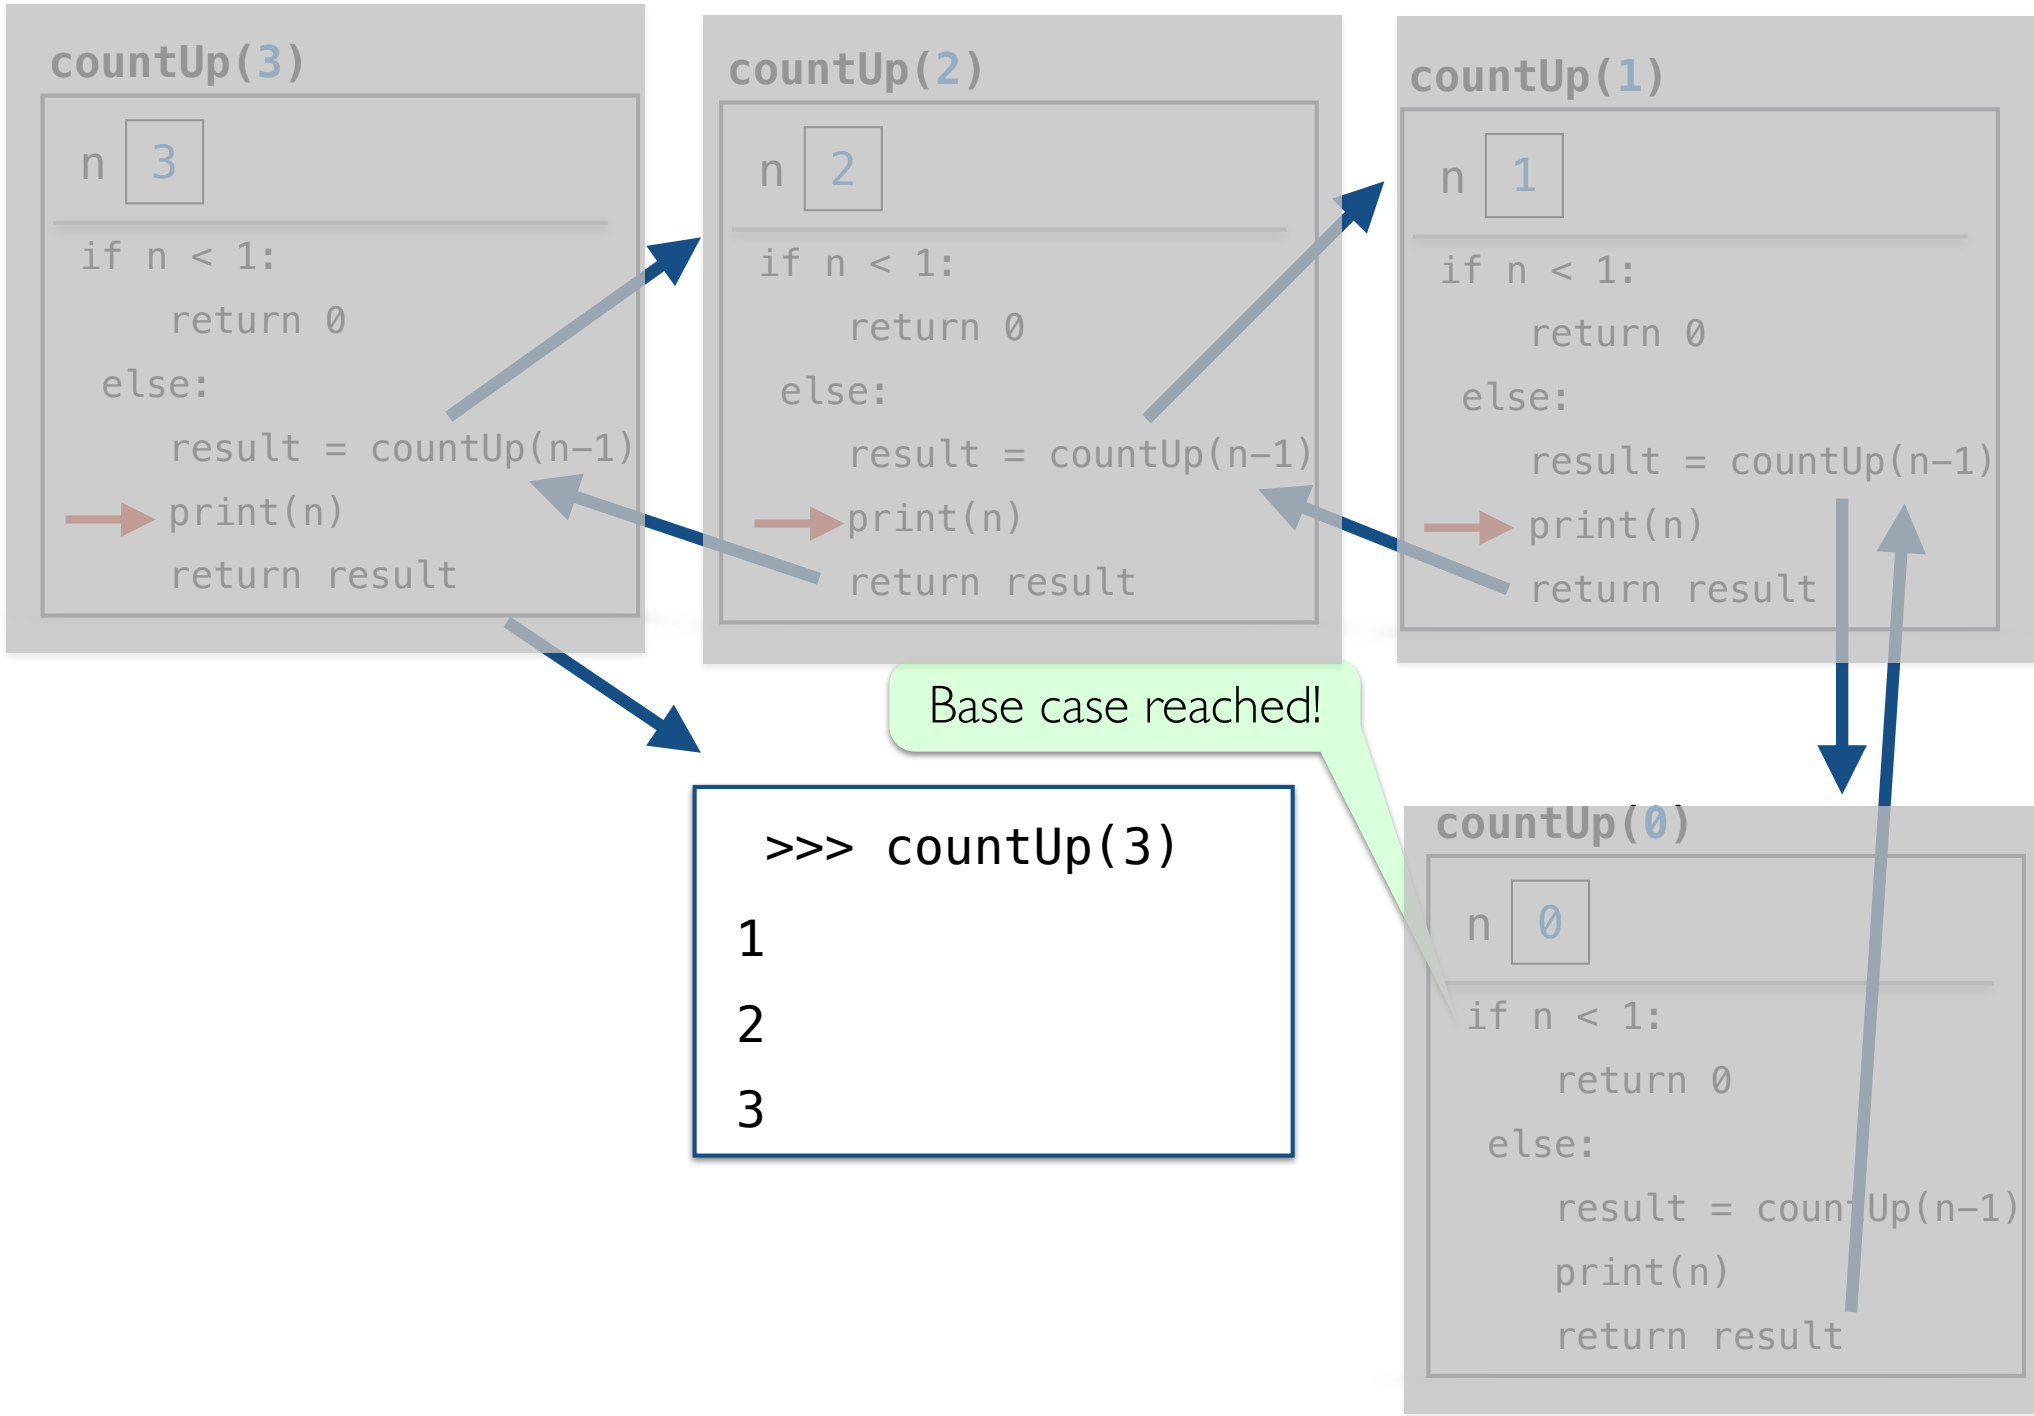 countUp(3)
n 3
if n < 1:
return 0
else:
result = countUp(n-1)
print(n)
return result
countUp(2)
n 2
if n < 1:
return 0
else:
result = countUp(n-1)
print(n)
return result
countUp(1)
n 1
if n < 1:
return 0
else:
result = countUp(n-1)
print(n)
return result
Base case reached!
>>> countUp(3)
1
2
3
countUp(0)
n 0
if n < 1:
return 0
else:
result = countUp(n-1)
print(n)
return result